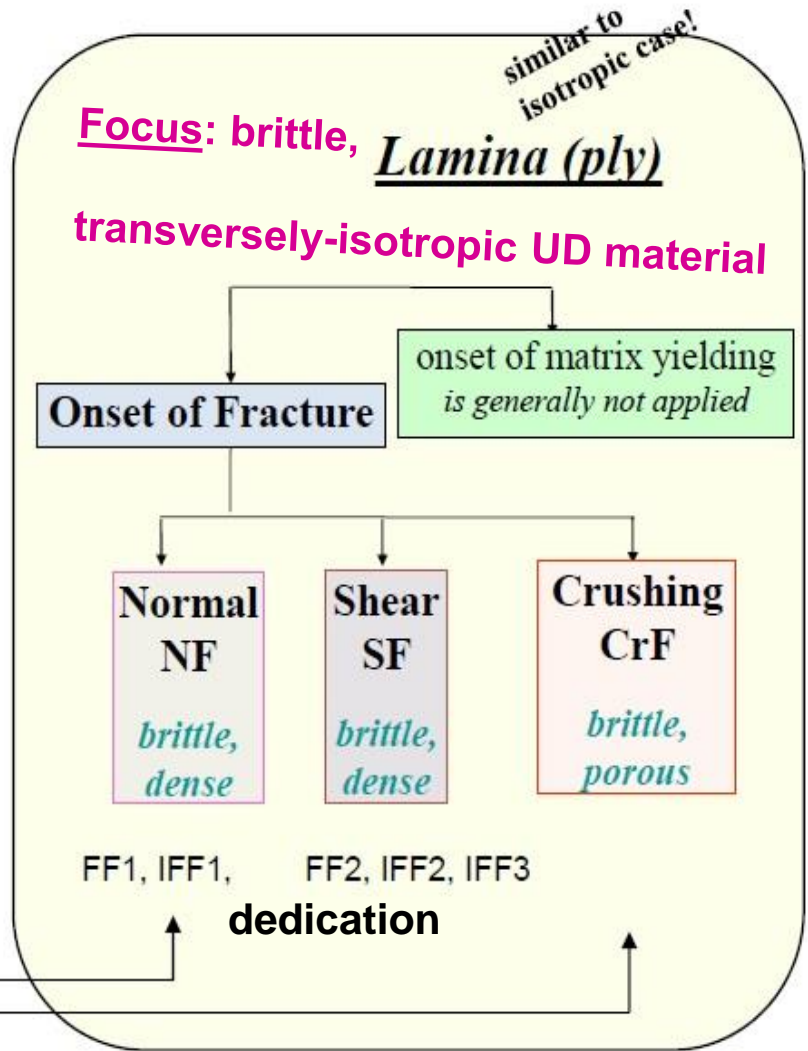 similar to
isotropic case!
Focus: brittle,
Lamina (ply)
transversely-isotropic UD material
onset of matrix yielding
is generally not applied
Onset of Fracture
Normal
NF
brittle,
dense
Shear
SF
brittle,
dense
Crushing
CrF
brittle,
porous
FF1, IFF1,
FF2, IFF2, IFF3
dedication